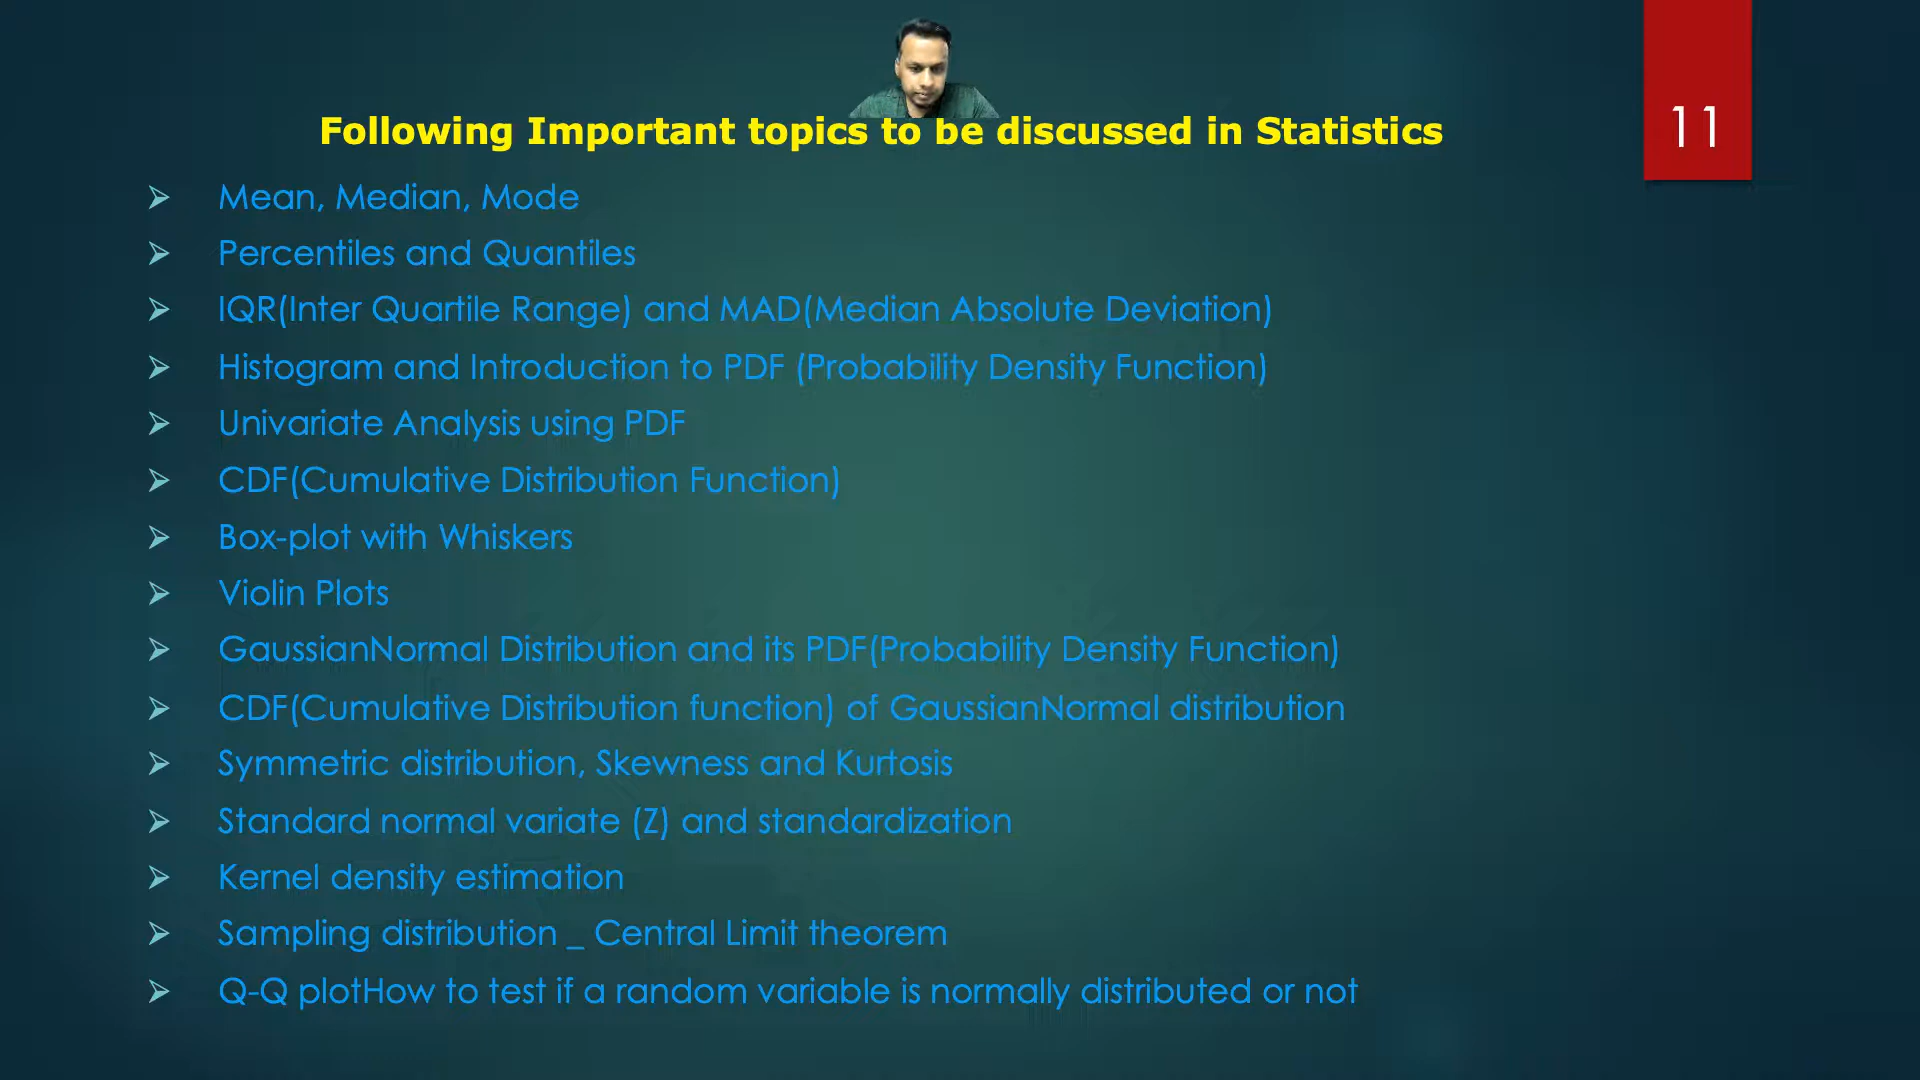 11
Following Important topics to be discussed in Statistics
Mean, Median, Mode
Percentiles and Quantiles
IQR(Inter Quartile Range) and MAD(Median Absolute Deviation)
Histogram and Introduction to PDF (Probability Density Function)
Univariate Analysis using PDF
CDF(Cumulative Distribution Function)
Box-plot with Whiskers
Violin Plots
GaussianNormal Distribution and its PDF(Probability Density Function)
CDF(Cumulative Distribution function) of GaussianNormal distribution
Symmetric distribution, Skewness and Kurtosis
Standard normal variate (Z) and standardization
Kernel density estimation
Sampling distribution _ Central Limit theorem
Q-Q plotHow to test if a random variable is normally distributed or not